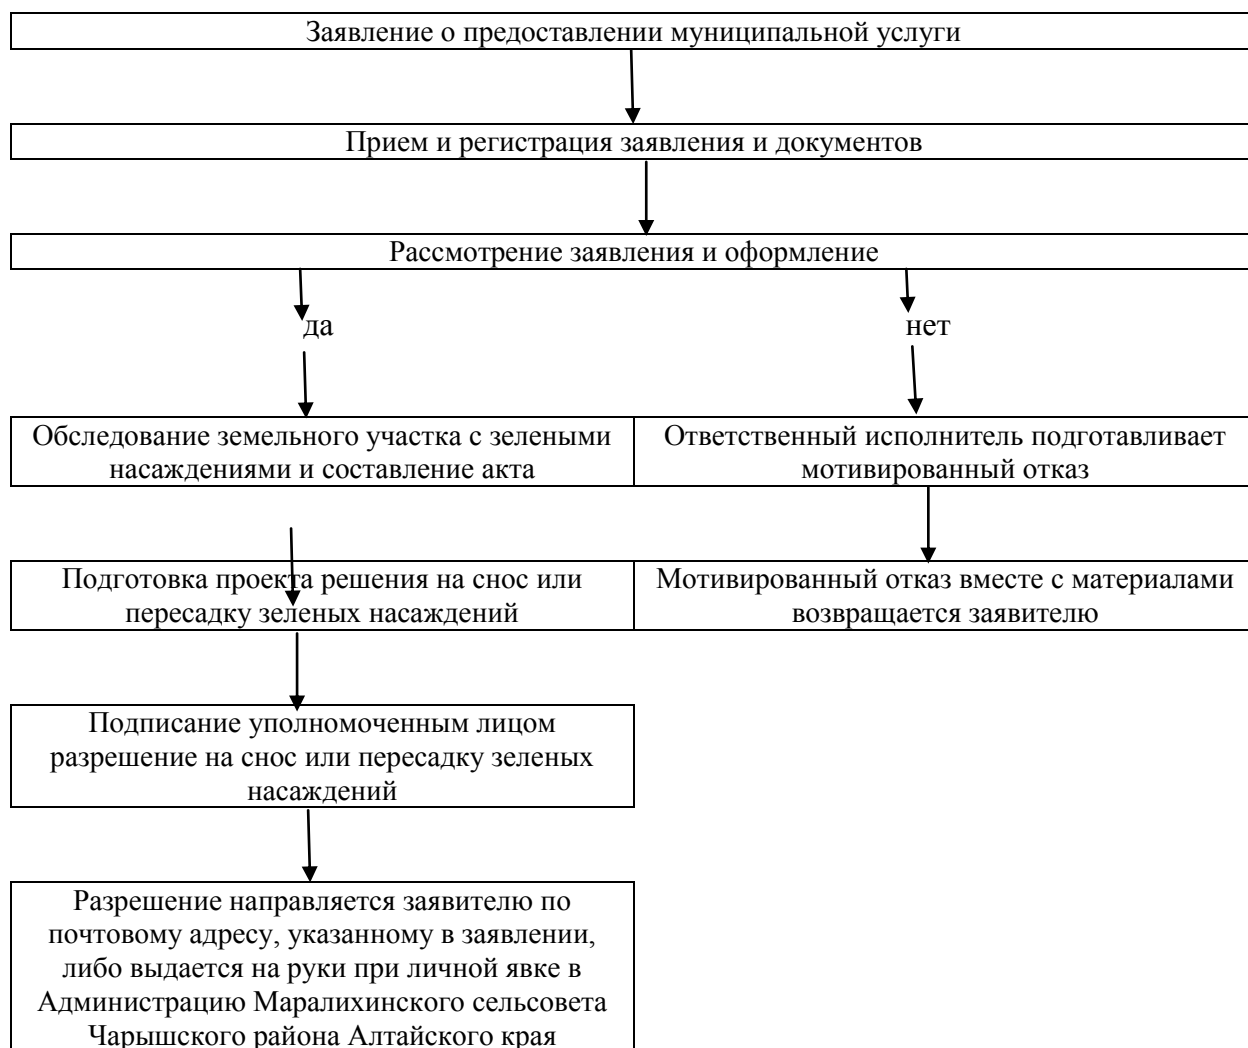 Заявление о предоставлении муниципальной услуги
Прием и регистрация заявления и документов
Рассмотрение заявления и оформление
да
нет
Обследование земельного участка с зелеными
насаждениями и составление акта
Ответственный исполнитель подготавливает
мотивированный отказ
Подготовка проекта решения на снос или
пересадку зеленых насаждений
Мотивированный отказ вместе с материалами
возвращается заявителю
Подписание уполномоченным лицом
разрешение на снос или пересадку зеленых
насаждений
Разрешение направляется заявителю по
почтовому адресу, указанному в заявлении,
либо выдается на руки при личной явке в
Администрацию Маралихинского сельсовета
Чарышского района Алтайского края